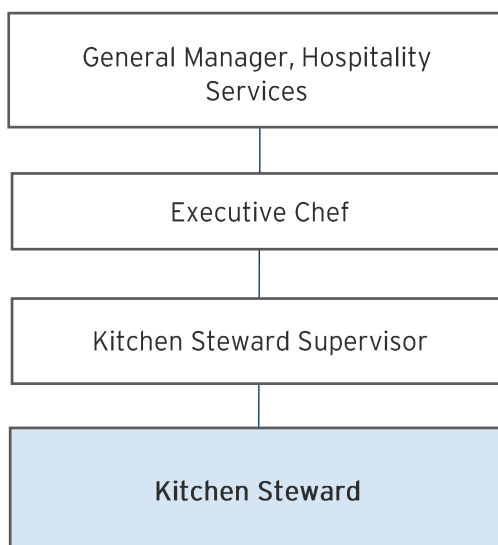 General Manager, Hospitality
Services
Executive Chef
Kitchen Steward Supervisor
Kitchen Steward